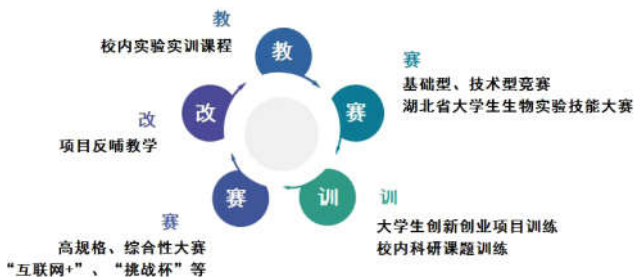 教
校内实验实训课程
教
赛
基础型、技术型竞赛
湖北省大学生生物实验技能大赛
赛
改
改
项目反哺教学
赛
训
训
大学生创新创业项目训练
校内科研课题训练
赛
高规格、综合性大赛
“互联网+”、“挑战杯”等